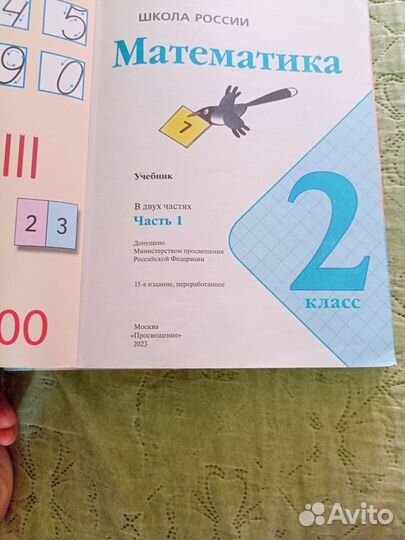 4 5
9 0
2 3
00
ШКОЛА РОССИИ
Математика
7
Учебник
В двух частях
Часть 1
Допущено
Министерством просвещения
Российской Федерации
15-е издание, переработанное
2
класс
Москва
«Просвещение»
2023
Avito